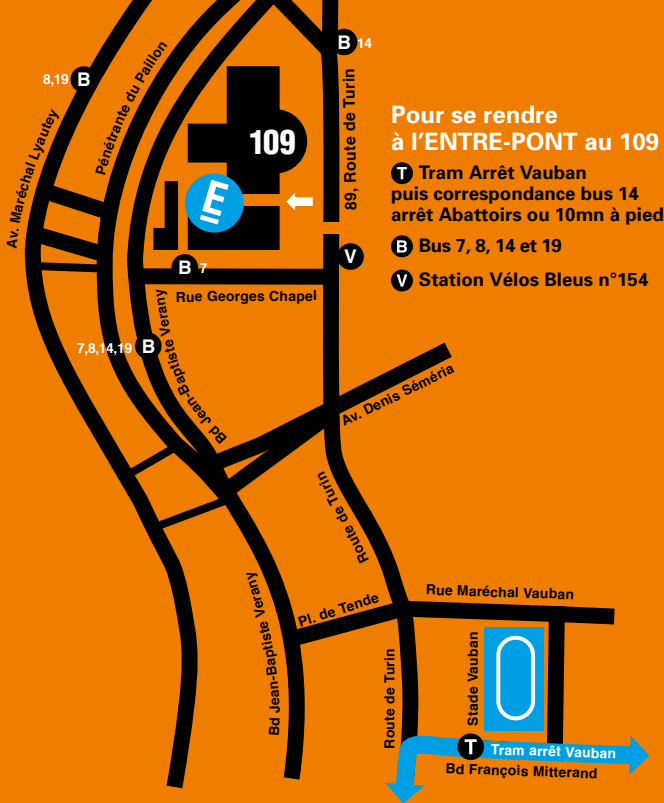 B 14
8,19 B
Pénétrante du Paillon
Av. Maréchal Lyautey
109
89, Route de Turin
E
Pour se rendre
à l'ENTRE-PONT au 109
T Tram Arrêt Vauban
puis correspondance bus 14
arrêt Abattoirs ou 10mn à pied
B Bus 7, 8, 14 et 19
V Station Vélos Bleus n°154
V
B 7
Rue Georges Chapel
7,8,14,19 B
Bd Jean-Baptiste Verany
Av. Denis Séméria
Route de Turin
Bd Jean-Baptiste Verany
Pl. de Tende
Rue Maréchal Vauban
Route de Turin
Stade Vauban
T Tram arrêt Vauban
Bd François Mitterand